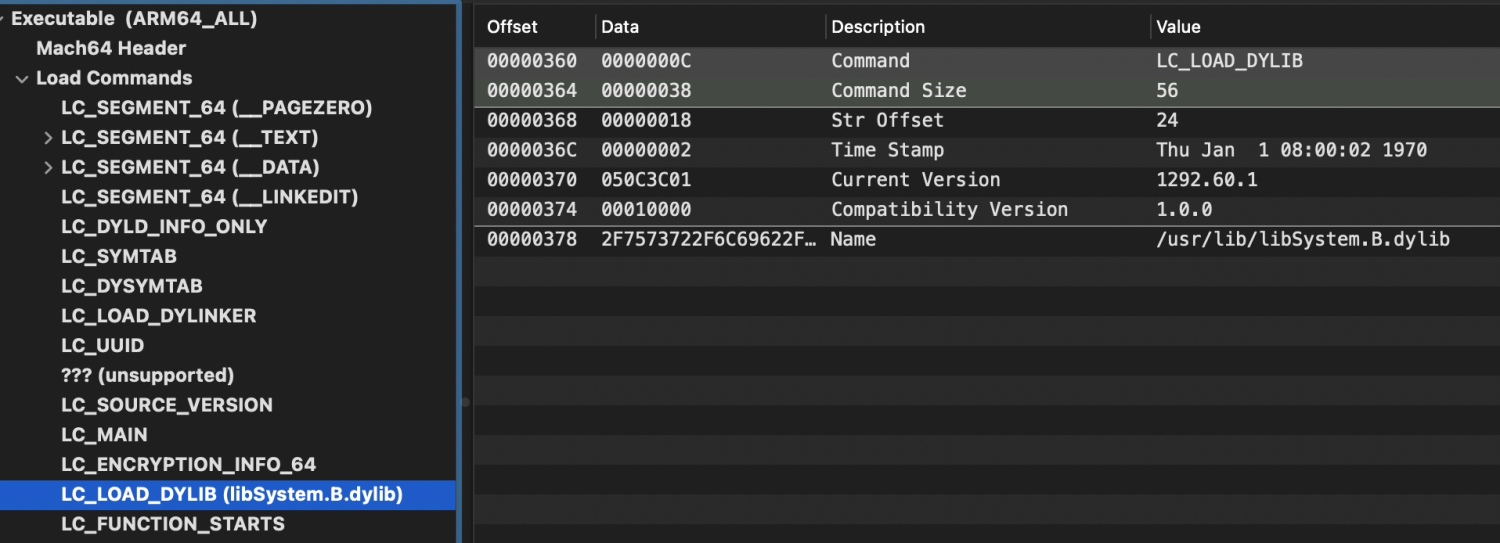 Executable (ARM64_ALL)
Mach64 Header
Load Commands
LC_SEGMENT_64 (__PAGEZERO)
LC_SEGMENT_64 (__TEXT)
LC_SEGMENT_64 (__DATA)
LC_SEGMENT_64 (__LINKEDIT)
LC_DYLD_INFO_ONLY
LC_SYMTAB
LC_DYSYMTAB
LC_LOAD_DYLINKER
LC_UUID
??? (unsupported)
LC_SOURCE_VERSION
LC_MAIN
LC_ENCRYPTION_INFO_64
LC_LOAD_DYLIB (libSystem.B.dylib)
LC_FUNCTION_STARTS
Offset Data Description Value
00000360 0000000C Command LC_LOAD_DYLIB
00000364 00000038 Command Size 56
00000368 00000018 Str Offset 24
0000036C 00000002 Time Stamp Thu Jan  1 08:00:02 1970
00000370 050C3C01 Current Version 1292.60.1
00000374 00010000 Compatibility Version 1.0.0
00000378 2F7573722F6C69622F… Name /usr/lib/libSystem.B.dylib